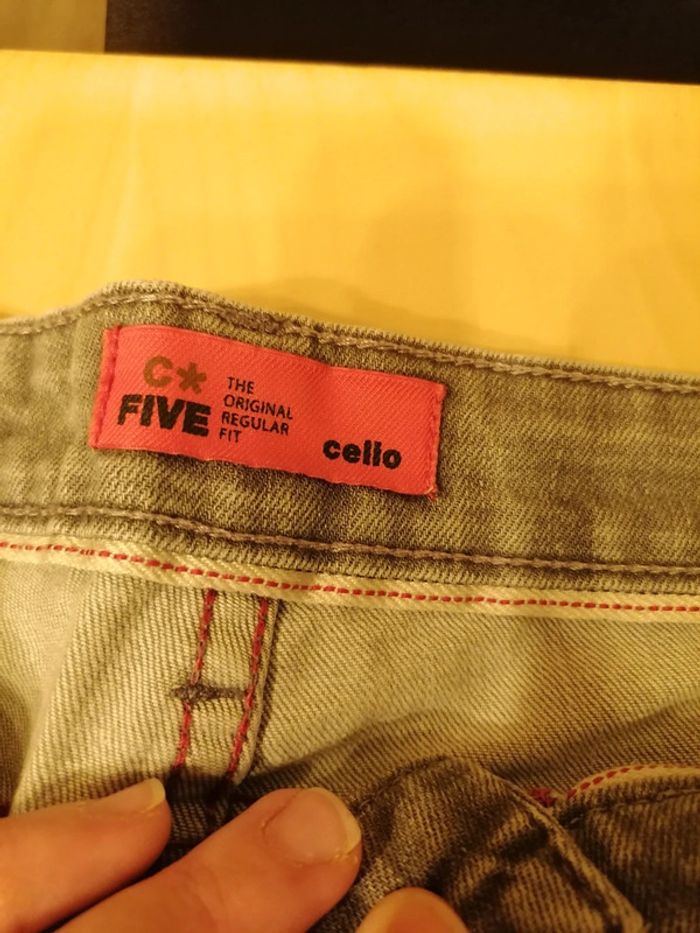 C*
FIVE
THE
ORIGINAL
REGULAR
FIT
celio